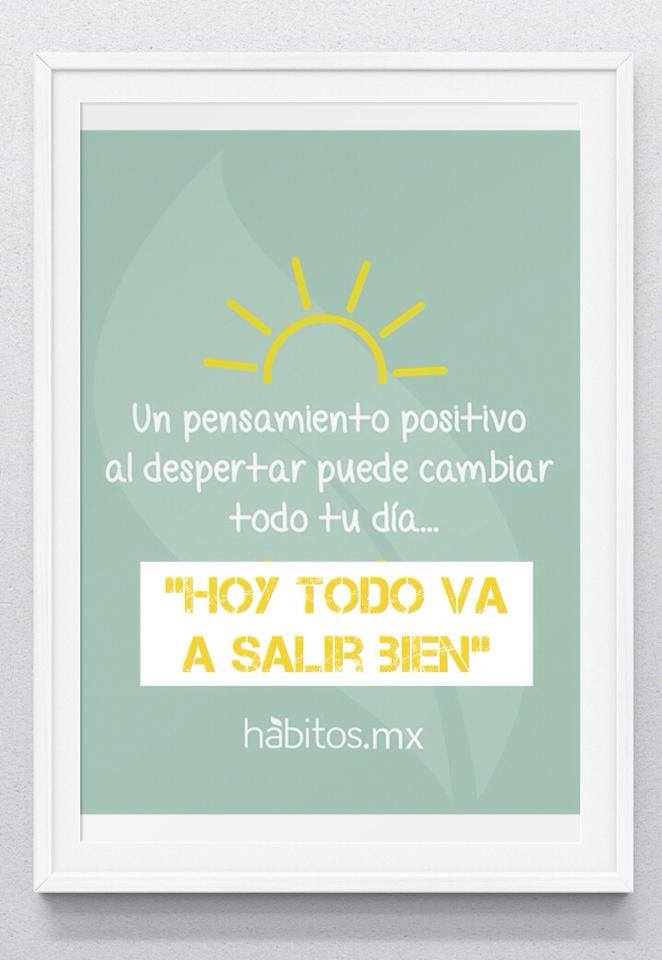 Un pensamiento positivo
al despertar puede cambiar
todo tu día...
"HOY TODO VA
A SALIR BIEN"
hábitos.mx